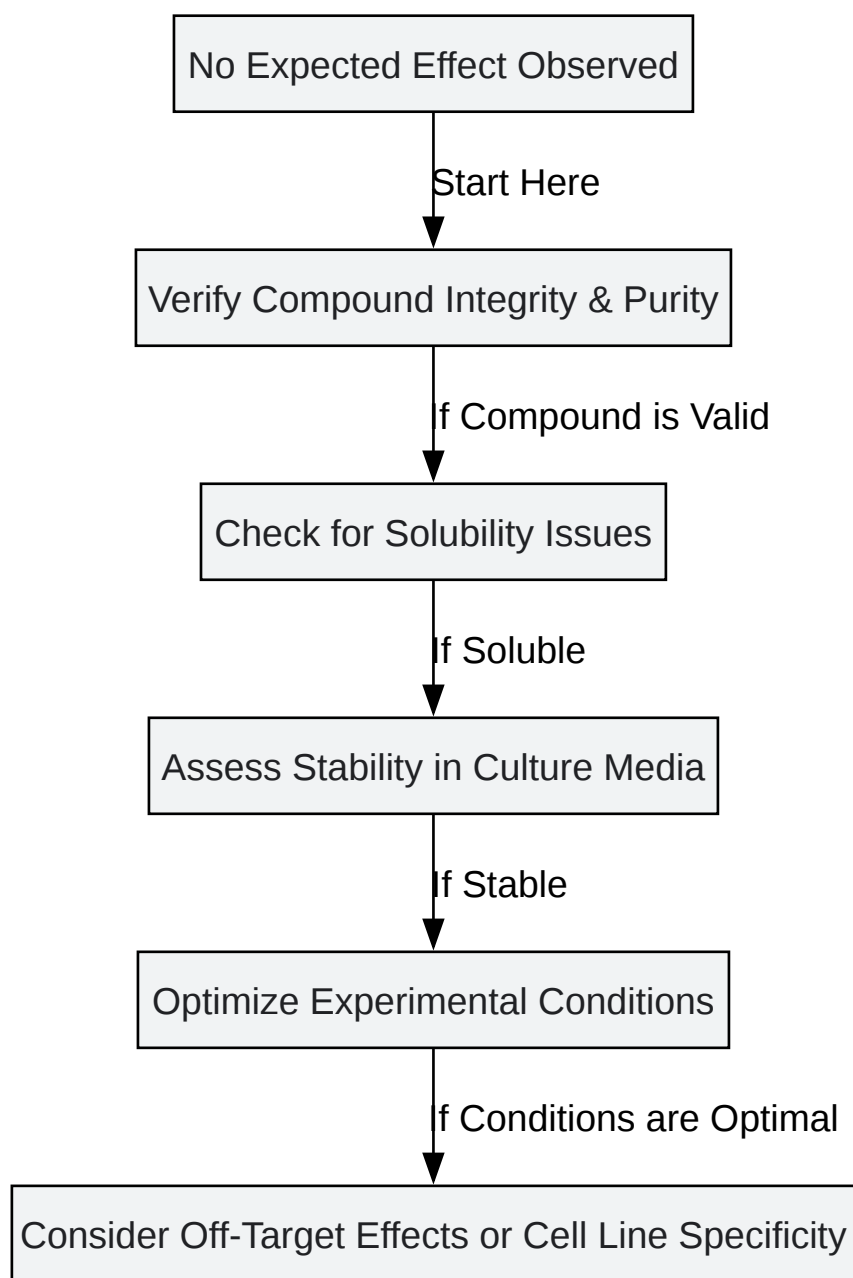 No Expected Effect Observed
Start Here
Verify Compound Integrity & Purity
If Compound is Valid
Check for Solubility Issues
If Soluble
Assess Stability in Culture Media
If Stable
Optimize Experimental Conditions
If Conditions are Optimal
Consider Off-Target Effects or Cell Line Specificity